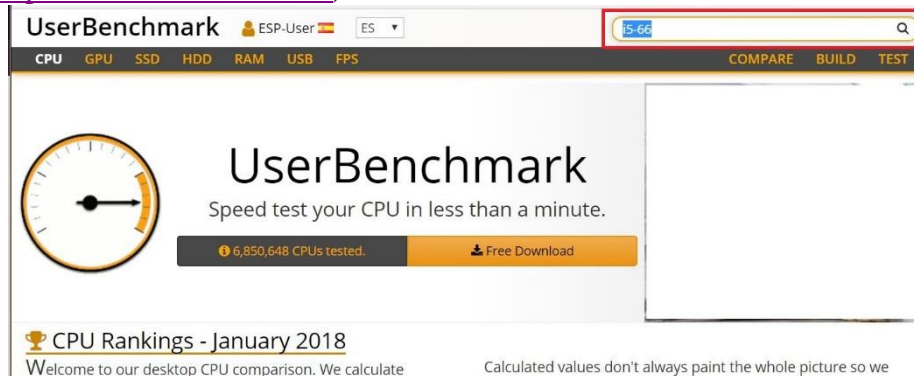 UserBenchmark ESP-User ES i5-66
CPU GPU SSD HDD RAM USB FPS COMPARE BUILD TEST
UserBenchmark
Speed test your CPU in less than a minute.
6,850,648 CPUs tested. Free Download
CPU Rankings - January 2018
Welcome to our desktop CPU comparison. We calculate
Calculated values don't always paint the whole picture so we